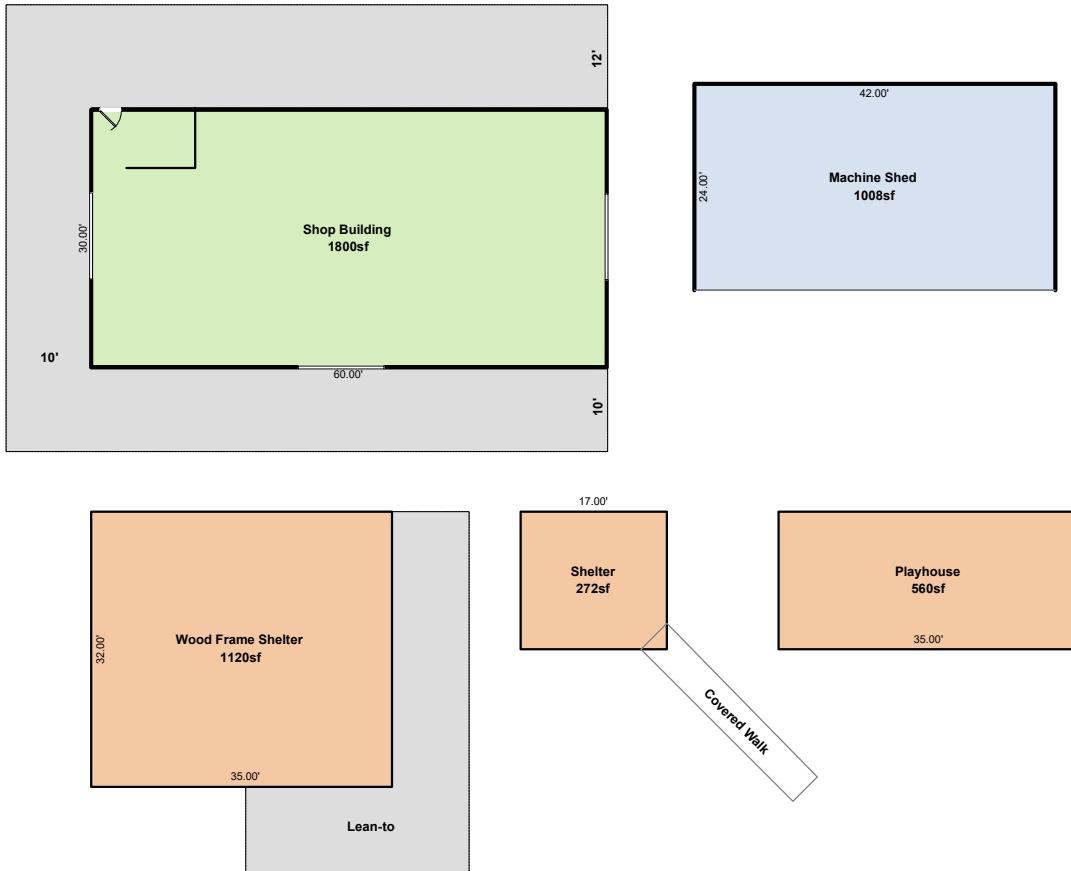 12'
42.00'
24.00'
Machine Shed
1008sf
Shop Building
1800sf
30.00'
10'
60.00'
10'
17.00'
Shelter
272sf
Playhouse
560sf
35.00'
Wood Frame Shelter
1120sf
32.00'
35.00'
Covered Walk
Lean-to